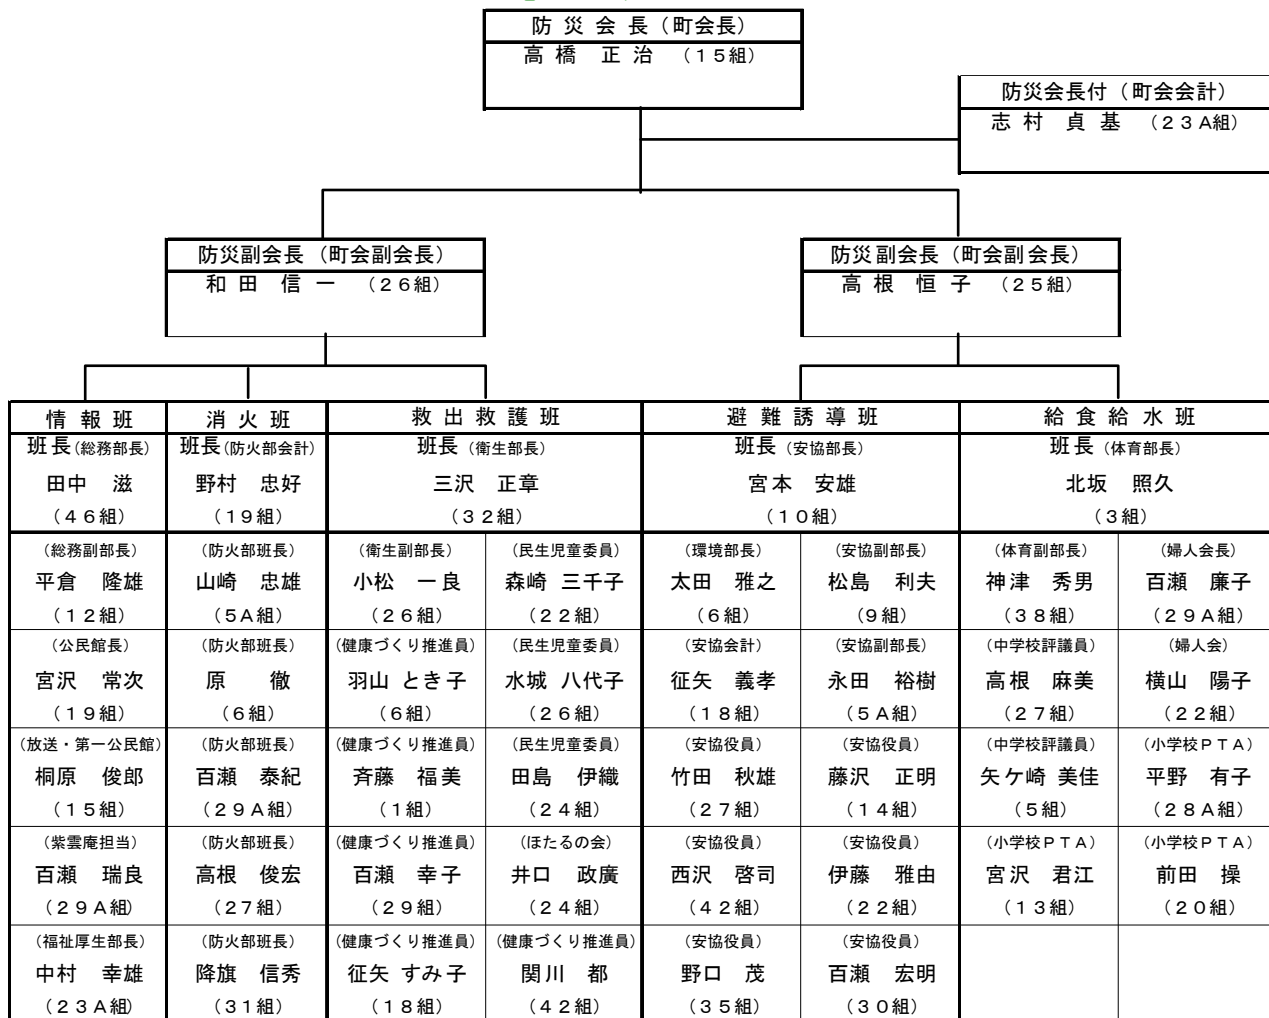 防災会長（町会長）
高橋 正治 （１５組）
防災会長付（町会会計）
志村 貞基 （２３A組）
防災副会長（町会副会長）
和田 信一 （２６組）
防災副会長（町会副会長）
高根 恒子 （２５組）
情報班 消火班 救出救護班 避難誘導班 給食給水班
班長(総務部長) 班長(防火部会計) 班長（衛生部長） 班長（安協部長） 班長（体育部長）
田中 滋 野村 忠好 三沢 正章 宮本 安雄 北坂 照久
（４６組） （１９組） （３２組） （１０組） （３組）
(総務副部長) (防火部班長) (衛生副部長) (民生児童委員) (環境部長) (安協副部長) (体育副部長) (婦人会長)
平倉 隆雄 山崎 忠雄 小松 一良 森崎 三千子 太田 雅之 松島 利夫 神津 秀男 百瀬 廉子
（１２組） （５A組） （２６組） （２２組） （６組） （９組） （３８組） （２９A組）
(公民館長) (防火部班長) (健康づくり推進員) (民生児童委員) (安協会計) (安協副部長) (中学校評議員) (婦人会)
宮沢 常次 原 徹 羽山 とき子 水城 八代子 征矢 義孝 永田 裕樹 高根 麻美 横山 陽子
（１９組） （６組） （６組） （２６組） （１８組） （５A組） （２７組） （２２組）
(放送・第一公民館) (防火部班長) (健康づくり推進員) (民生児童委員) (安協役員) (安協役員) (中学校評議員) (小学校ＰＴＡ)
桐原 俊郎 百瀬 泰紀 斉藤 福美 田島 伊織 竹田 秋雄 藤沢 正明 矢ケ崎 美佳 平野 有子
（１５組） （２９A組） （１組） （２４組） （２７組） （１４組） （５組） （２８A組）
(紫雲庵担当) (防火部班長) (健康づくり推進員) (ほたるの会) (安協役員) (安協役員) (小学校ＰＴＡ) (小学校ＰＴＡ)
百瀬 瑞良 高根 俊宏 百瀬 幸子 井口 政廣 西沢 啓司 伊藤 雅由 宮沢 君江 前田 操
（２９A組） （２７組） （２９組） （２４組） （４２組） （２２組） （１３組） （２０組）
(福祉厚生部長) (防火部班長) (健康づくり推進員) (健康づくり推進員) (安協役員) (安協役員)
中村 幸雄 降旗 信秀 征矢 すみ子 関川 都 野口 茂 百瀬 宏明
（２３A組） （３１組） （１８組） （４２組） （３５組） （３０組）